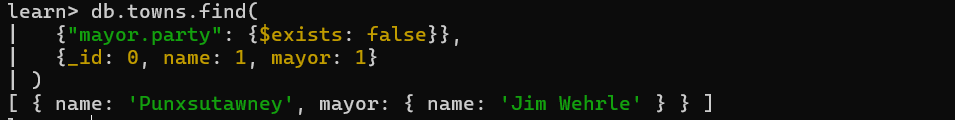 learn> db.towns.find(
|   {"mayor.party": {$exists: false}},
|   {_id: 0, name: 1, mayor: 1}
| )
[ { name: 'Punxsutawney', mayor: { name: 'Jim Wehrle' } } ]